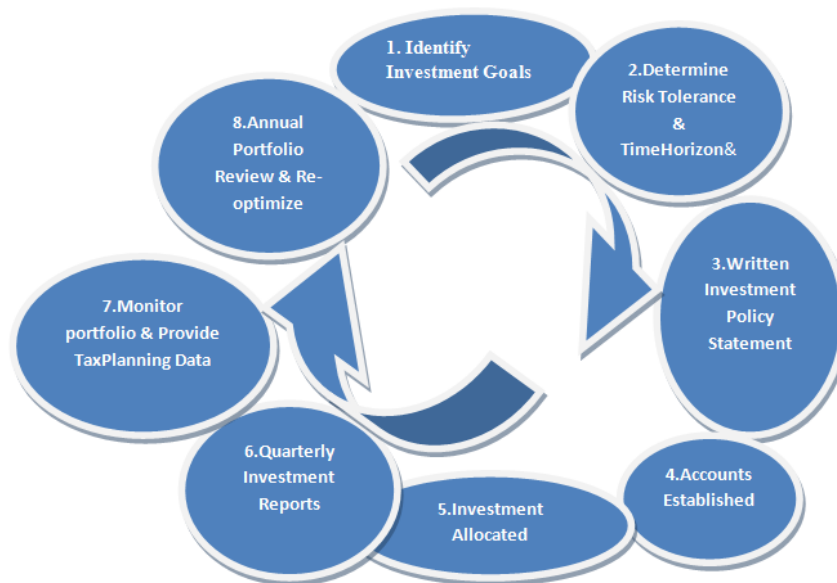 1. Identify
Investment Goals
2.Determine
Risk Tolerance
&
TimeHorizon&
3.Written
Investment
Policy
Statement
4.Accounts
Established
5.Investment
Allocated
6.Quarterly
Investment
Reports
7.Monitor
portfolio & Provide
TaxPlanning Data
8.Annual
Portfolio
Review & Re-
optimize